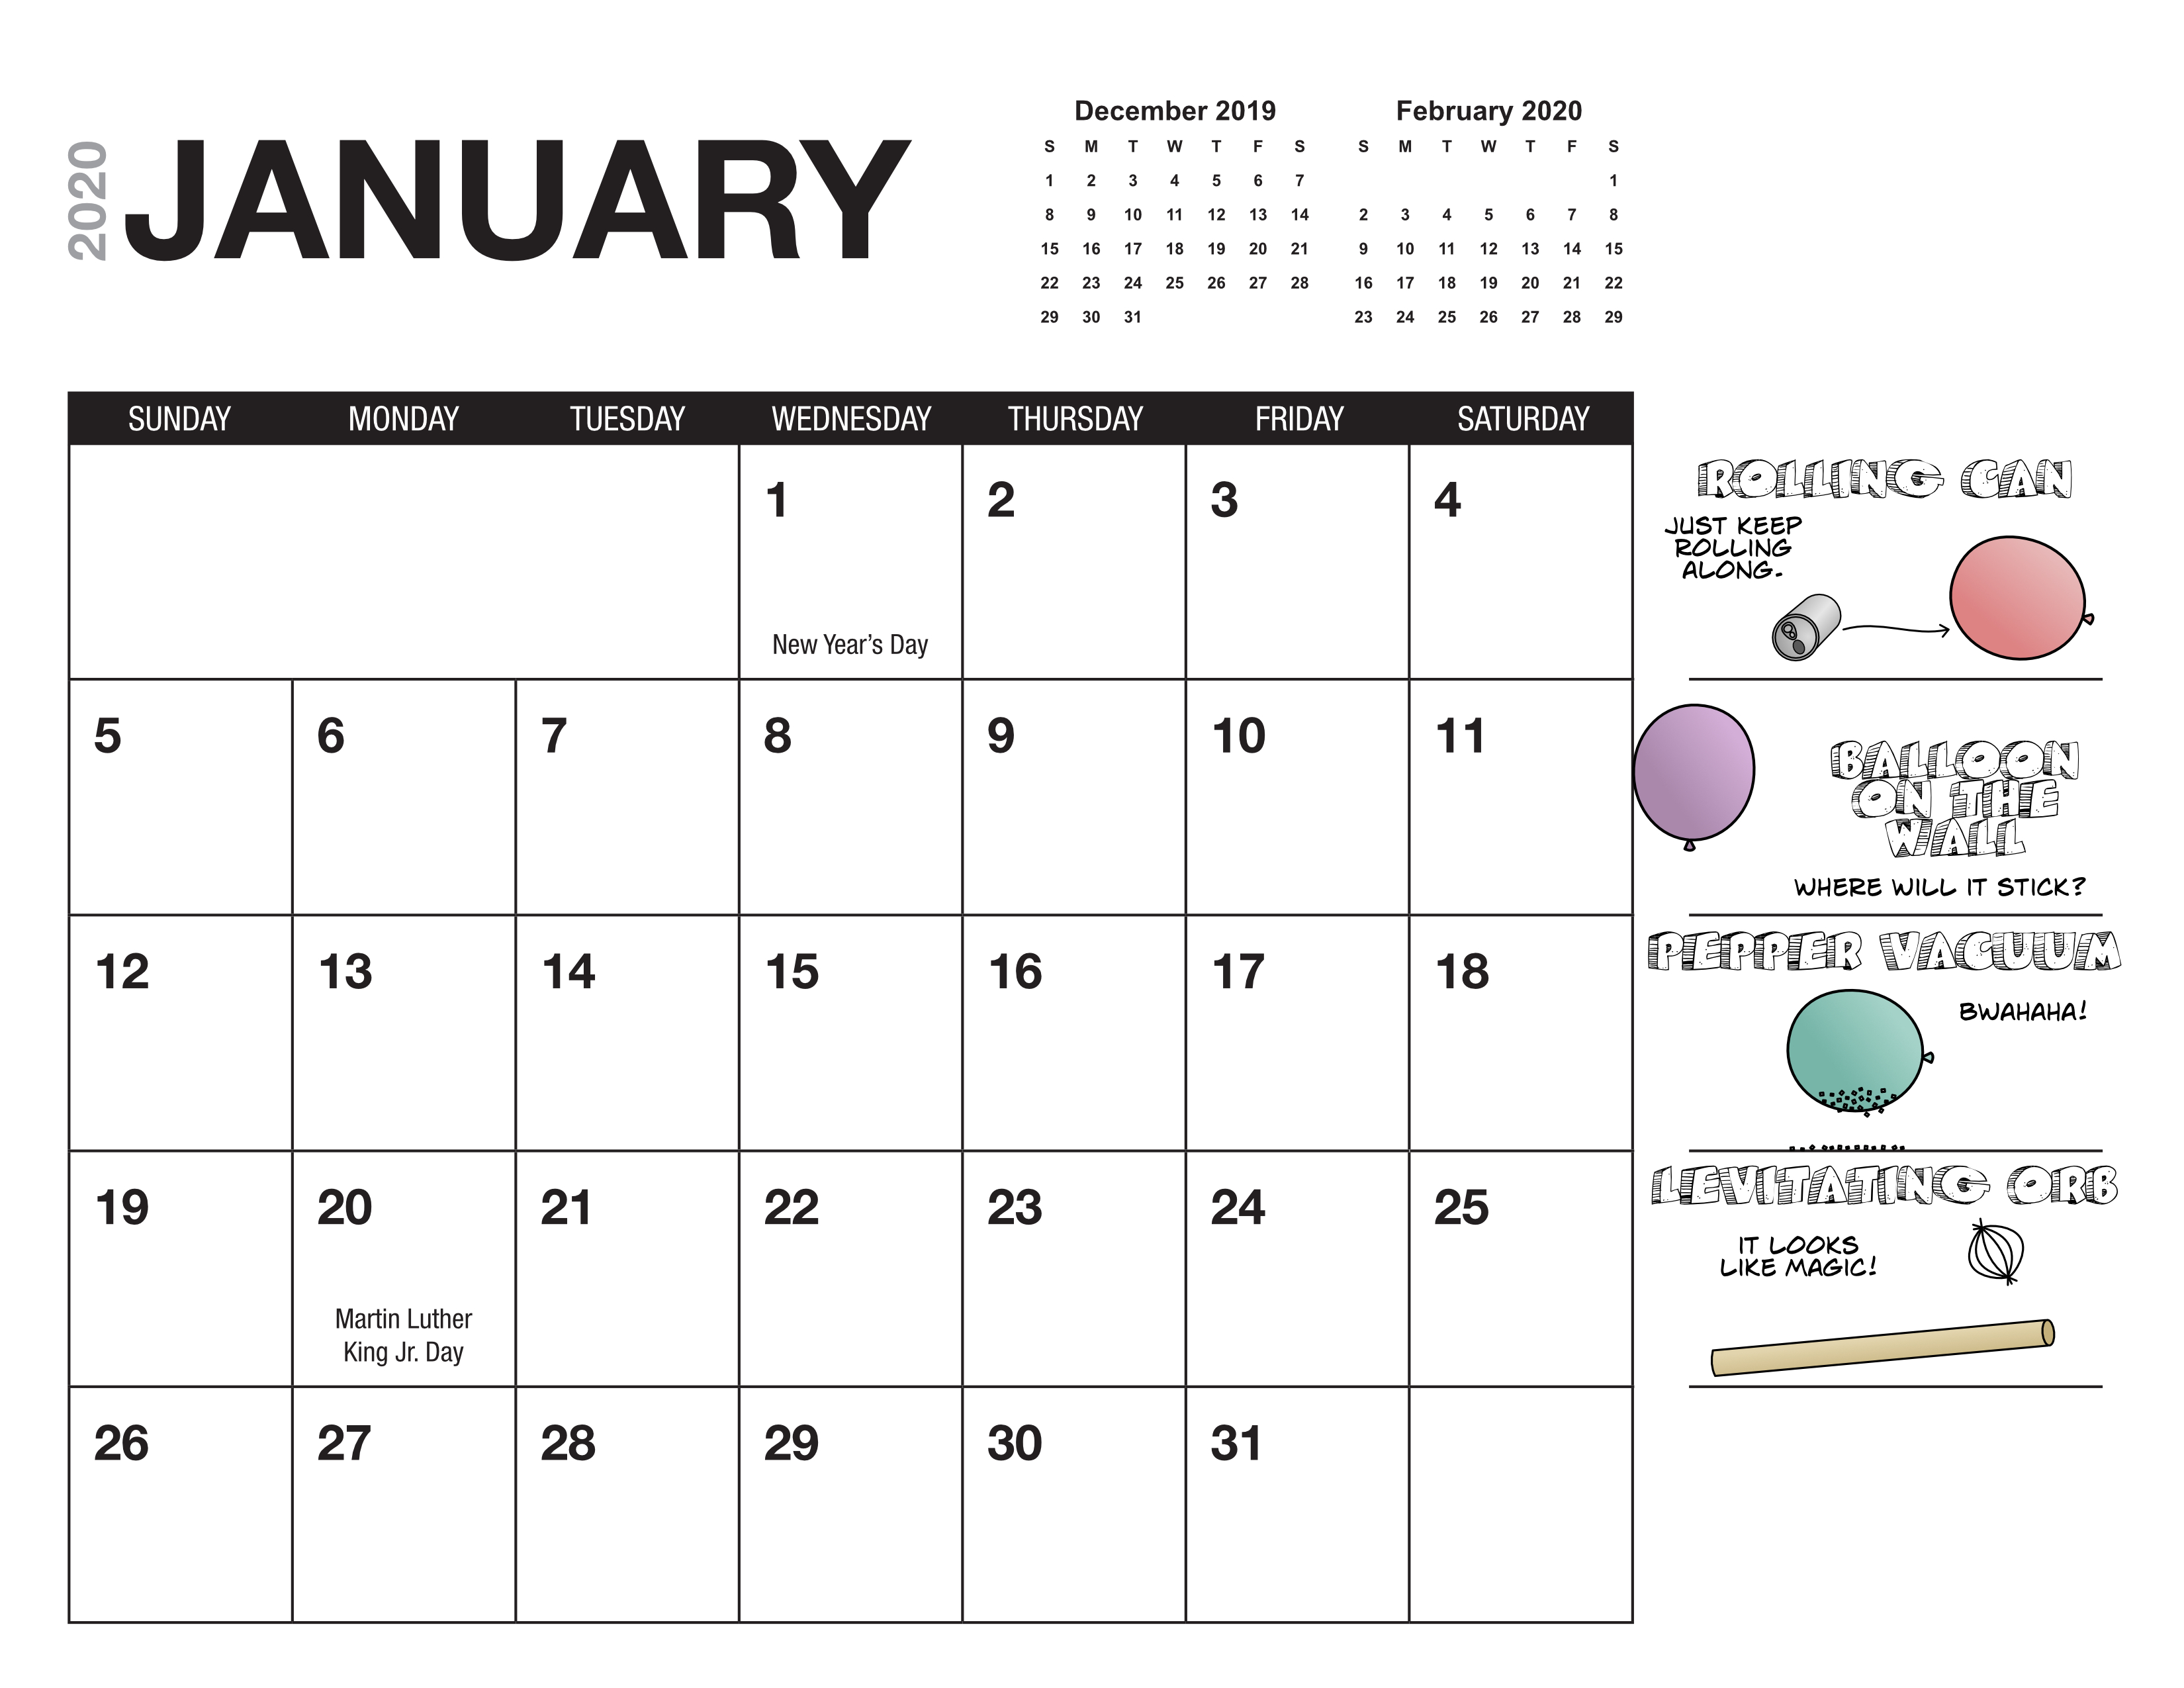 2020
JANUARY
December 2019
S M T W T F S
1 2 3 4 5 6 7
8 9 10 11 12 13 14
15 16 17 18 19 20 21
22 23 24 25 26 27 28
29 30 31
February 2020
S M T W T F S
1
2 3 4 5 6 7 8
9 10 11 12 13 14 15
16 17 18 19 20 21 22
23 24 25 26 27 28 29
SUNDAY MONDAY TUESDAY WEDNESDAY THURSDAY FRIDAY SATURDAY
1 2 3 4
New Year’s Day
5 6 7 8 9 10 11
12 13 14 15 16 17 18
19 20 21 22 23 24 25
Martin Luther
King Jr. Day
26 27 28 29 30 31
ROLLING CAN
JUST KEEP
ROLLING
ALONG.
BALLOON
ON THE
WALL
WHERE WILL IT STICK?
PEPPER VACUUM
BWAHAHA!
LEVITATING ORB
IT LOOKS
LIKE MAGIC!